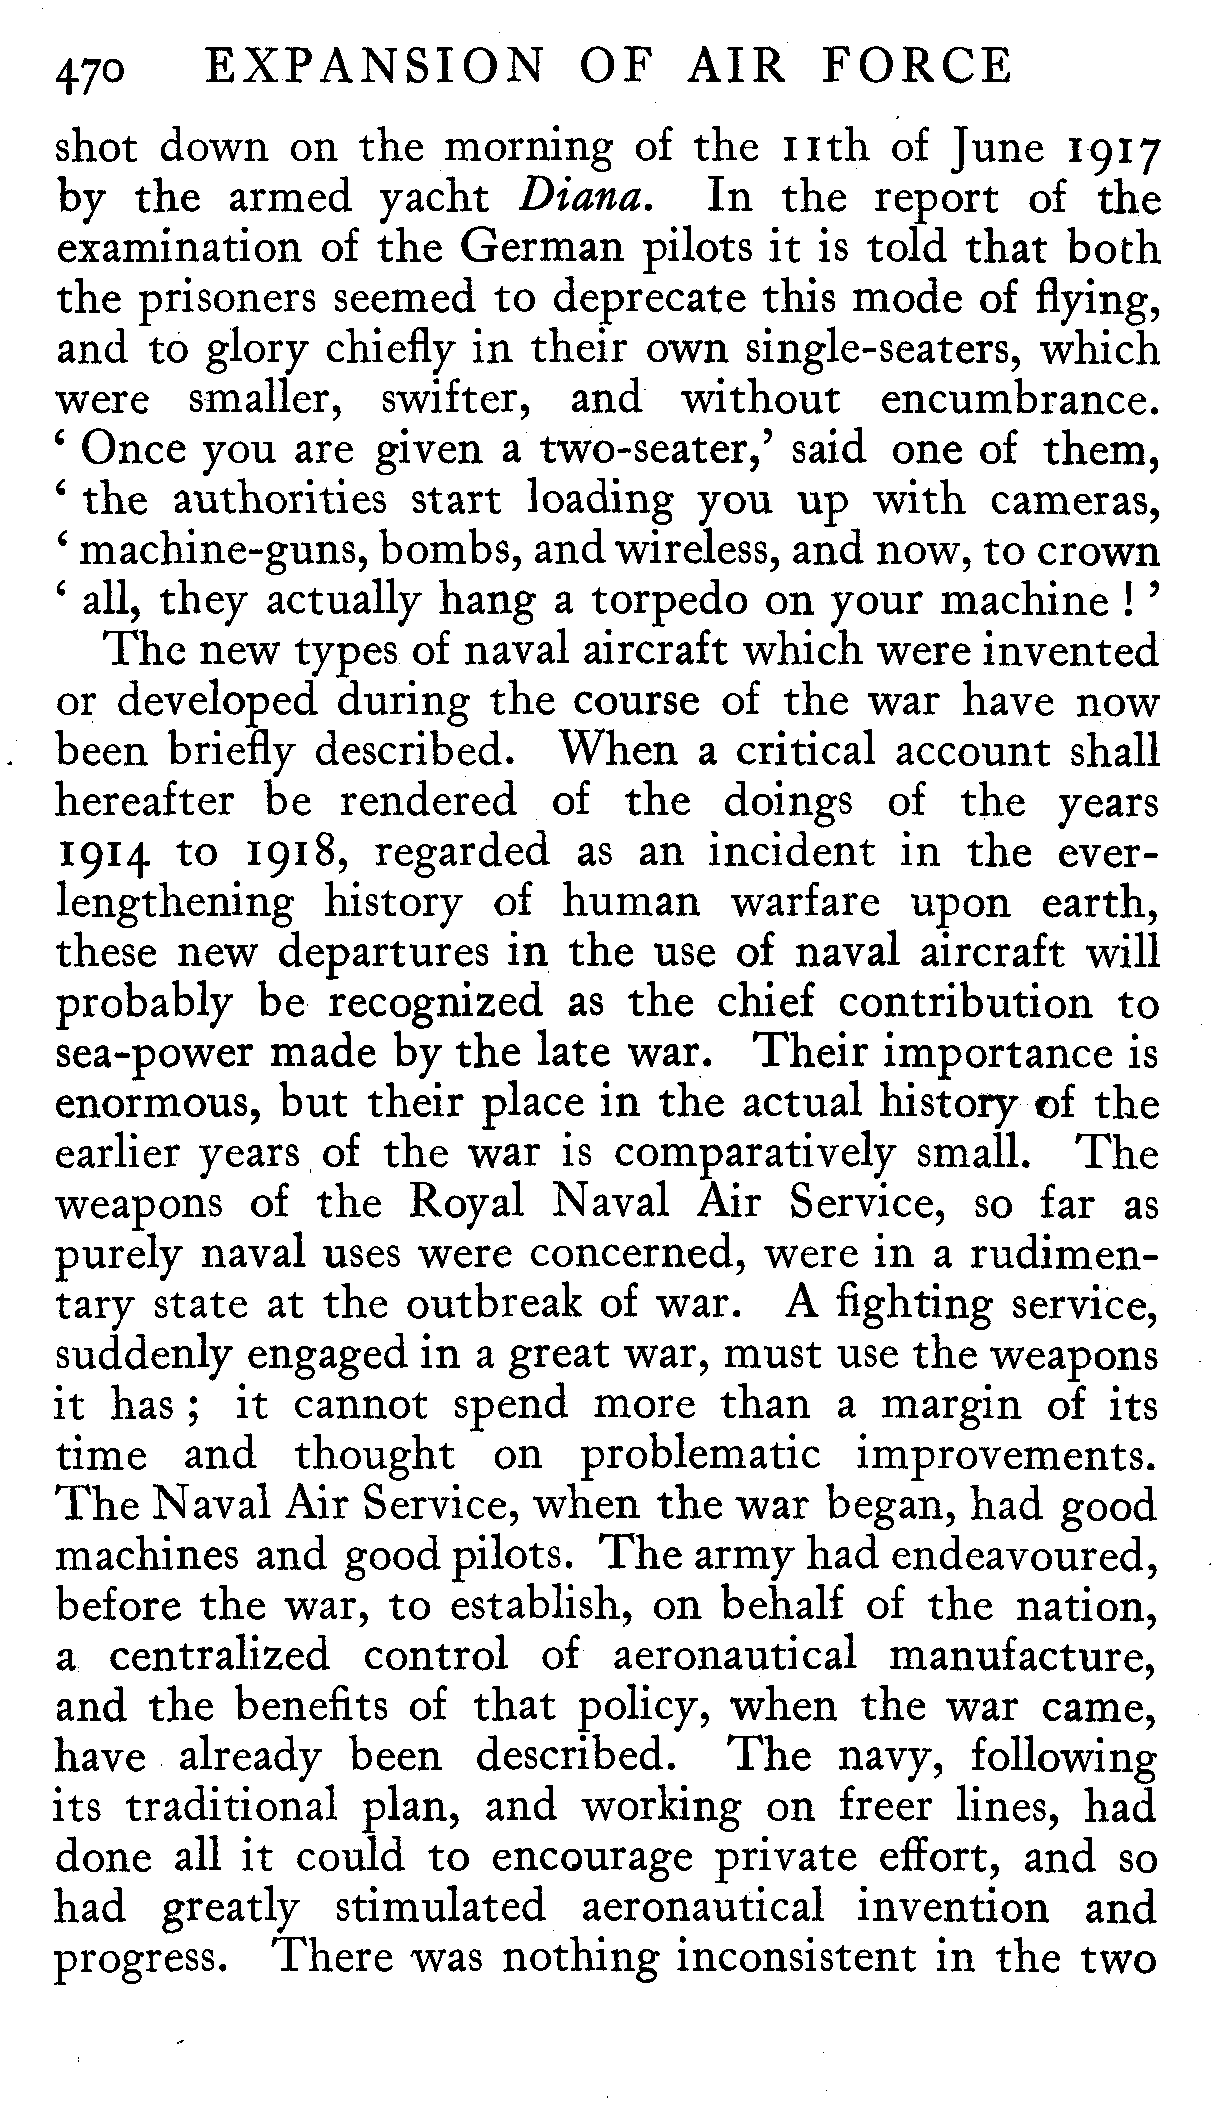 470 EXPANSION OF AIR FORCE
shot down on the morning of the 11th of June 1917
by the armed yacht Diana. In the report of the
examination of the German pilots it is told that both
the prisoners seemed to deprecate this mode of flying,
and to glory chiefly in their own single-seaters, which
were smaller, swifter, and without encumbrance.
‘ Once you are given a two-seater,’ said one of them,
‘ the authorities start loading you up with cameras,
‘ machine-guns, bombs, and wireless, and now, to crown
‘ all, they actually hang a torpedo on your machine ! ’
The new types of naval aircraft which were invented
or developed during the course of the war have now
been briefly described. When a critical account shall
hereafter be rendered of the doings of the years
1914 to 1918, regarded as an incident in the ever-
lengthening history of human warfare upon earth,
these new departures in the use of naval aircraft will
probably be recognized as the chief contribution to
sea-power made by the late war. Their importance is
enormous, but their place in the actual history of the
earlier years of the war is comparatively small. The
weapons of the Royal Naval Air Service, so far as
purely naval uses were concerned, were in a rudimen-
tary state at the outbreak of war. A fighting service,
suddenly engaged in a great war, must use the weapons
it has ; it cannot spend more than a margin of its
time and thought on problematic improvements.
The Naval Air Service, when the war began, had good
machines and good pilots. The army had endeavoured,
before the war, to establish, on behalf of the nation,
a centralized control of aeronautical manufacture,
and the benefits of that policy, when the war came,
have already been described. The navy, following
its traditional plan, and working on freer lines, had
done all it could to encourage private effort, and so
had greatly stimulated aeronautical invention and
progress. There was nothing inconsistent in the two